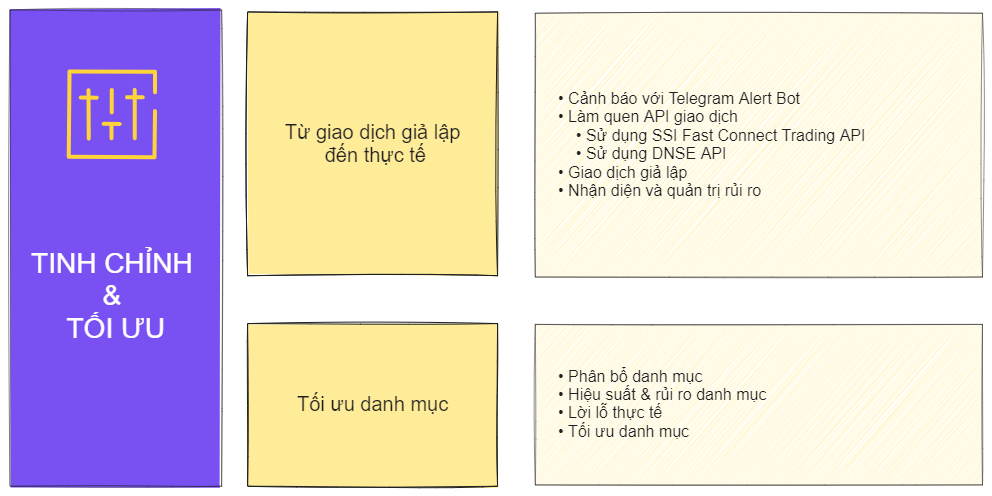 TINH CHỈNH
&
TỐI ƯU
Từ giao dịch giả lập
đến thực tế
• Cảnh báo với Telegram Alert Bot
• Làm quen API giao dịch
• Sử dụng SSI Fast Connect Trading API
• Sử dụng DNSE API
• Giao dịch giả lập
• Nhận diện và quản trị rủi ro
Tối ưu danh mục
• Phân bổ danh mục
• Hiệu suất & rủi ro danh mục
• Lời lỗ thực tế
• Tối ưu danh mục